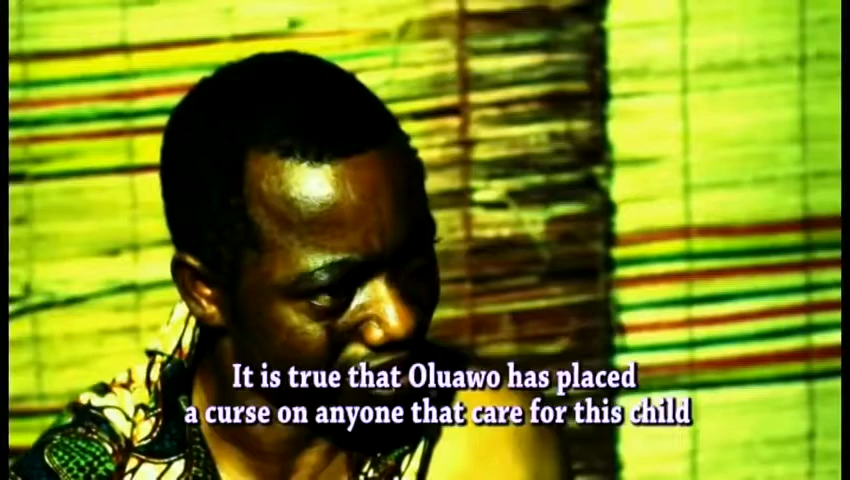 It is true that Oluawo has placed
a curse on anyone that care for this child